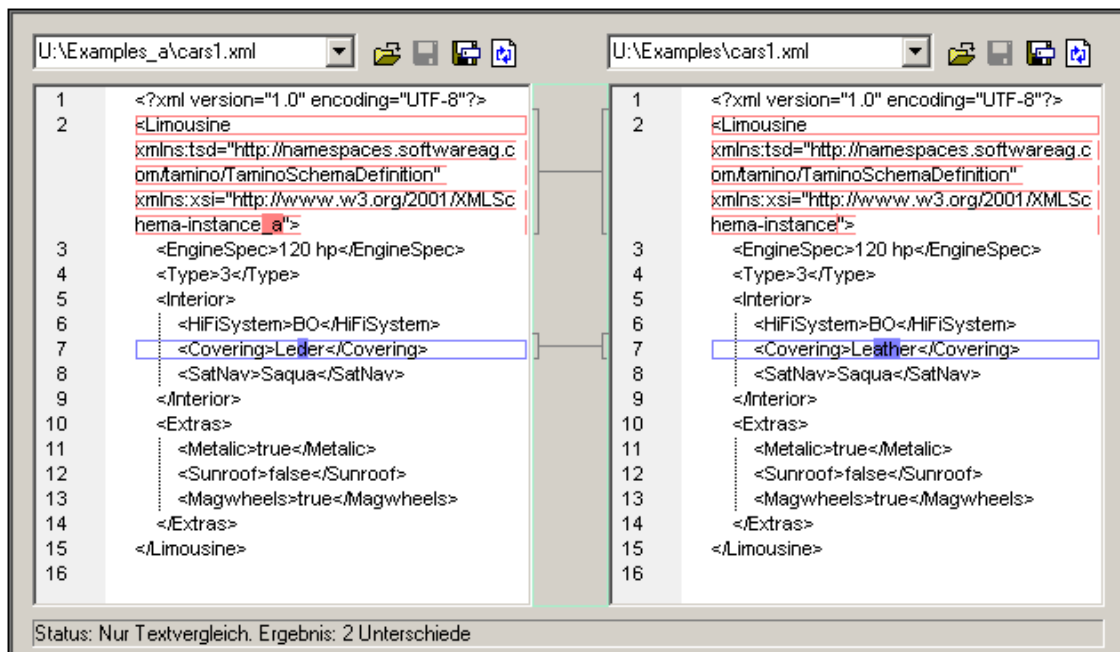 U:\Examples_a\cars1.xml
1 <?xml version="1.0" encoding="UTF-8"?>
2 <Limousine
xmlns:tsd="http://namespaces.softwareag.c
om/tamino/TaminoSchemaDefinition"
xmlns:xsi="http://www.w3.org/2001/XMLSc
hema-instance_a">
3 <EngineSpec>120 hp</EngineSpec>
4 <Type>3</Type>
5 <Interior>
6 <HiFiSystem>BO</HiFiSystem>
7 <Covering>Leder</Covering>
8 <SatNav>Saqua</SatNav>
9 </Interior>
10 <Extras>
11 <Metalic>true</Metalic>
12 <Sunroof>false</Sunroof>
13 <Magwheels>true</Magwheels>
14 </Extras>
15 </Limousine>
16
U:\Examples\cars1.xml
1 <?xml version="1.0" encoding="UTF-8"?>
2 <Limousine
xmlns:tsd="http://namespaces.softwareag.c
om/tamino/TaminoSchemaDefinition"
xmlns:xsi="http://www.w3.org/2001/XMLSc
hema-instance">
3 <EngineSpec>120 hp</EngineSpec>
4 <Type>3</Type>
5 <Interior>
6 <HiFiSystem>BO</HiFiSystem>
7 <Covering>Leather</Covering>
8 <SatNav>Saqua</SatNav>
9 </Interior>
10 <Extras>
11 <Metalic>true</Metalic>
12 <Sunroof>false</Sunroof>
13 <Magwheels>true</Magwheels>
14 </Extras>
15 </Limousine>
16
Status: Nur Textvergleich. Ergebnis: 2 Unterschiede